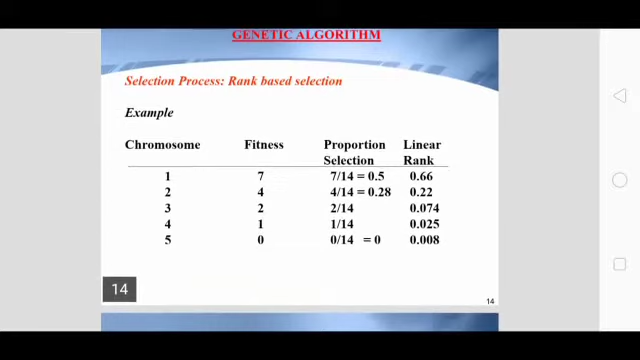 GENETIC ALGORITHM
Selection Process: Rank based selection
Example
Chromosome Fitness Proportion Linear
Selection Rank
1 7 7/14 = 0.5 0.66
2 4 4/14 = 0.28 0.22
3 2 2/14 0.074
4 1 1/14 0.025
5 0 0/14 = 0 0.008
14
14